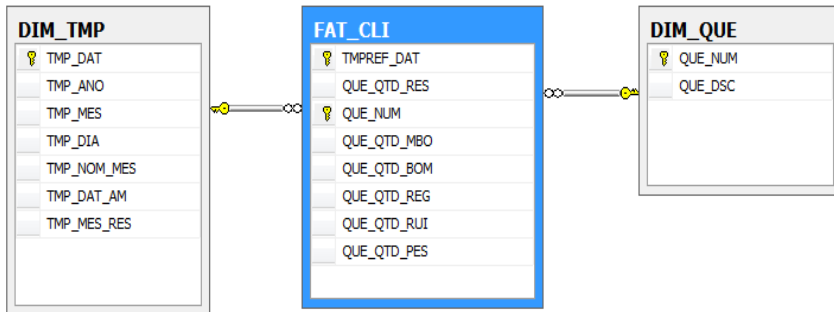 DIM_TMP
TMP_DAT
TMP_ANO
TMP_MES
TMP_DIA
TMP_NOM_MES
TMP_DAT_AM
TMP_MES_RES
FAT_CLI
TMPREF_DAT
QUE_QTD_RES
QUE_NUM
QUE_QTD_MBO
QUE_QTD_BOM
QUE_QTD_REG
QUE_QTD_RUI
QUE_QTD_PES
DIM_QUE
QUE_NUM
QUE_DSC